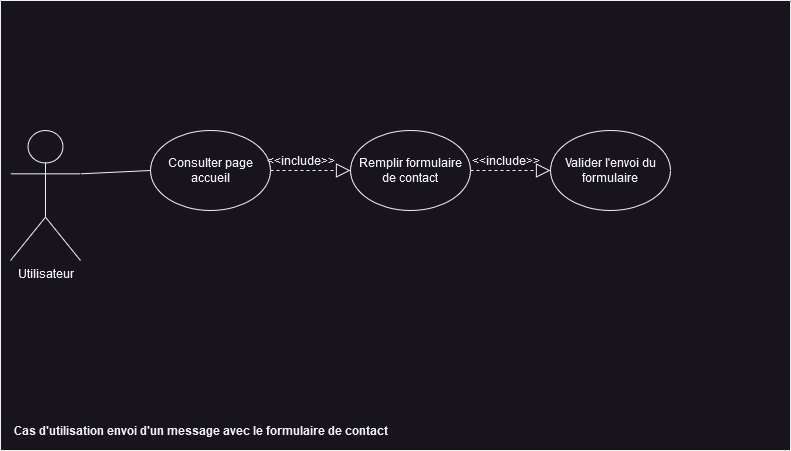 Consulter page
accueil
<<include>>
Remplir formulaire
de contact
<<include>>
Valider l'envoi du
formulaire
Utilisateur
Cas d'utilisation envoi d'un message avec le formulaire de contact